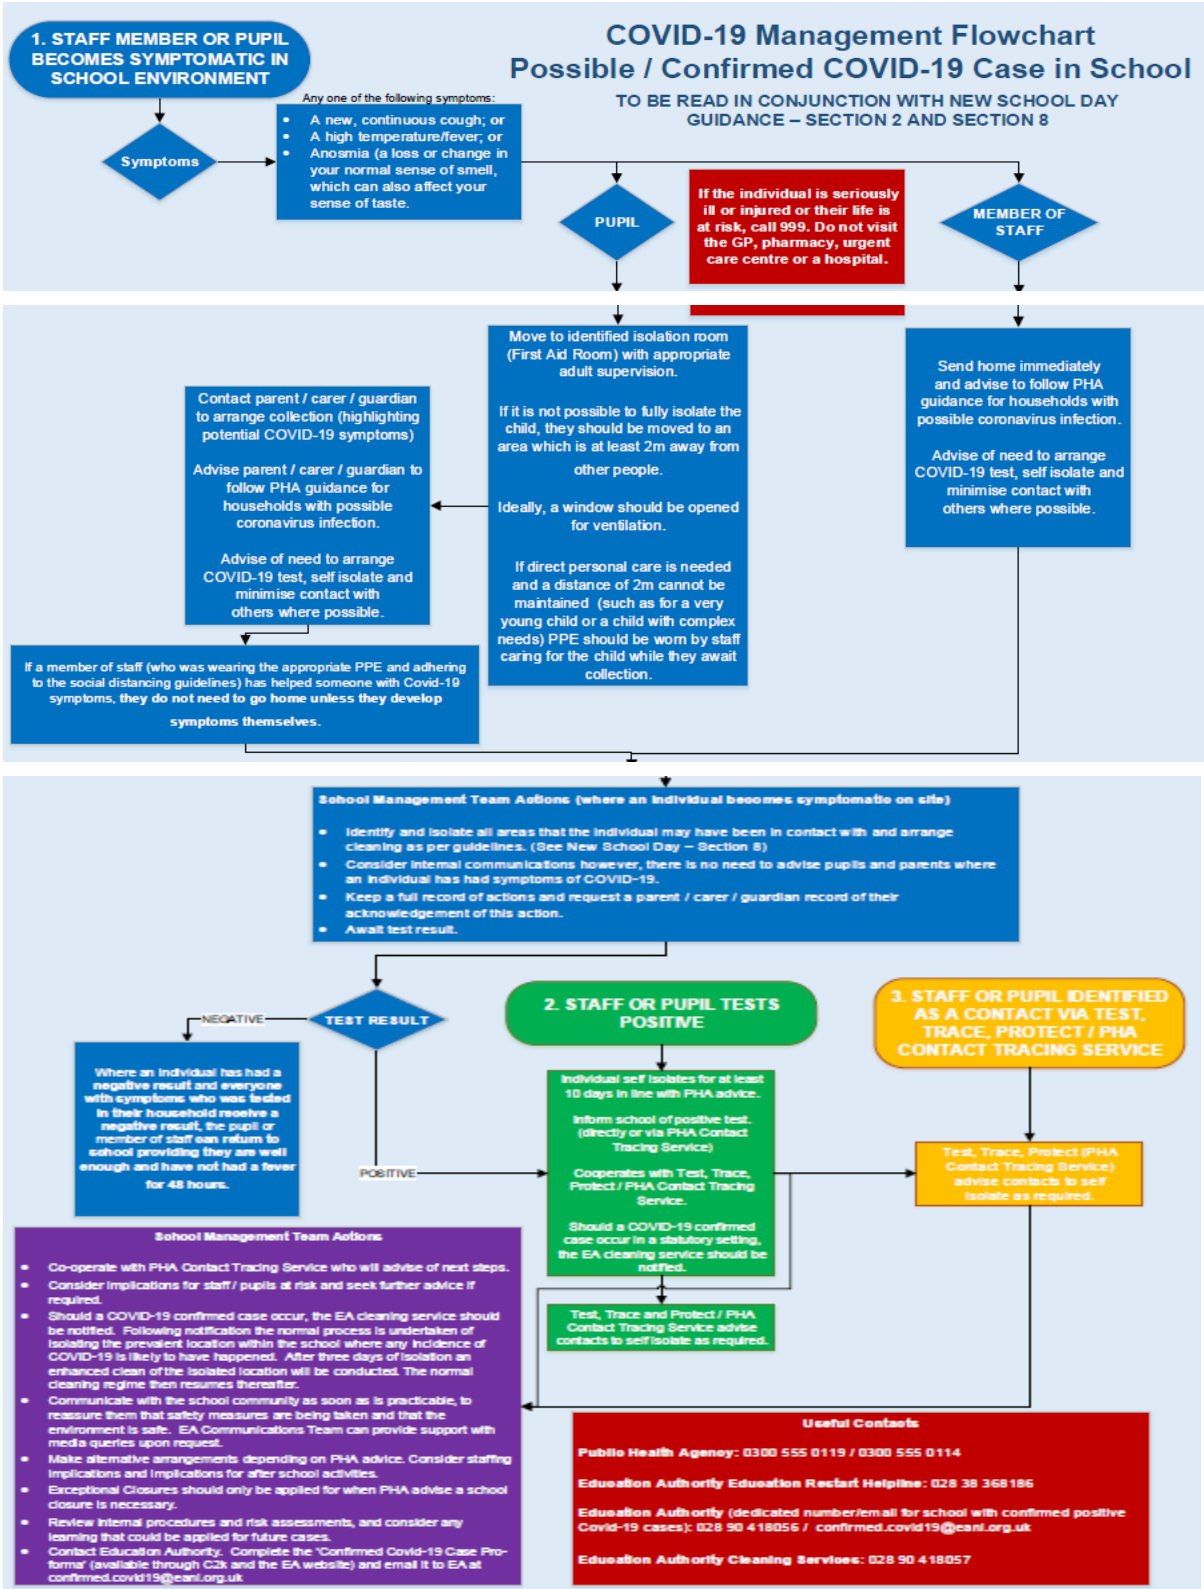 1. STAFF MEMBER OR PUPIL
BECOMES SYMPTOMATIC IN
SCHOOL ENVIRONMENT
COVID-19 Management Flowchart
Possible / Confirmed COVID-19 Case in School
TO BE READ IN CONJUNCTION WITH NEW SCHOOL DAY
GUIDANCE – SECTION 2 AND SECTION 8
Symptoms
Any one of the following symptoms:
• A new, continuous cough; or
• A high temperature/fever; or
• Anosmia (a loss or change in
your normal sense of smell,
which can also affect your
sense of taste.
PUPIL
If the individual is seriously
ill or injured or their life is
at risk, call 999. Do not visit
the GP, pharmacy, urgent
care centre or a hospital.
MEMBER OF
STAFF
Move to identified isolation room
(First Aid Room) with appropriate
adult supervision.
If it is not possible to fully isolate the
child, they should be moved to an
area which is at least 2m away from
other people.
Ideally, a window should be opened
for ventilation.
If direct personal care is needed
and a distance of 2m cannot be
maintained (such as for a very
young child or a child with complex
needs) PPE should be worn by staff
caring for the child while they await
collection.
Contact parent / carer / guardian
to arrange collection (highlighting
potential COVID-19 symptoms)
Advise parent / carer / guardian to
follow PHA guidance for
households with possible
coronavirus infection.
Advise of need to arrange
COVID-19 test, self isolate and
minimise contact with
others where possible.
Send home immediately
and advise to follow PHA
guidance for households with
possible coronavirus infection.
Advise of need to arrange
COVID-19 test, self isolate and
minimise contact with
others where possible.
If a member of staff (who was wearing the appropriate PPE and adhering
to the social distancing guidelines) has helped someone with Covid-19
symptoms, they do not need to go home unless they develop
symptoms themselves.
School Management Team Actions (where an individual becomes symptomatic on site)
• Identify and isolate all areas that the individual may have been in contact with and arrange
cleaning as per guidelines. (See New School Day – Section 8)
• Consider internal communications however, there is no need to advise pupils and parents where
an individual has had symptoms of COVID-19.
• Keep a full record of actions and request a parent / carer / guardian record of their
acknowledgement of this action.
• Await test result.
TEST RESULT
NEGATIVE
POSITIVE
Where an individual has had a
negative result and everyone
with symptoms who was tested
in their household receive a
negative result, the pupil or
member of staff can return to
school providing they are well
enough and have not had a fever
for 48 hours.
2. STAFF OR PUPIL TESTS
POSITIVE
Individual self isolates for at least
10 days in line with PHA advice.
Inform school of positive test.
(directly or via PHA Contact
Tracing Service)
Cooperates with Test, Trace,
Protect / PHA Contact Tracing
Service.
Should a COVID-19 confirmed
case occur in a statutory setting,
the EA cleaning service should be
notified.
Test, Trace and Protect / PHA
Contact Tracing Service advise
contacts to self isolate as required.
3. STAFF OR PUPIL IDENTIFIED
AS A CONTACT VIA TEST,
TRACE, PROTECT / PHA
CONTACT TRACING SERVICE
Test, Trace, Protect (PHA
Contact Tracing Service)
advise contacts to self
isolate as required.
School Management Team Actions
• Co-operate with PHA Contact Tracing Service who will advise of next steps.
• Consider implications for staff / pupils at risk and seek further advice if
required.
• Should a COVID-19 confirmed case occur, the EA cleaning service should
be notified. Following notification the normal process is undertaken of
isolating the prevalent location within the school where any incidence of
COVID-19 is likely to have happened. After three days of isolation an
enhanced clean of the isolated location will be conducted. The normal
cleaning regime then resumes thereafter.
• Communicate with the school community as soon as is practicable, to
reassure them that safety measures are being taken and that the
environment is safe. EA Communications Team can provide support with
media queries upon request.
• Make alternative arrangements depending on PHA advice. Consider staffing
implications and implications for after school activities.
• Exceptional Closures should only be applied for when PHA advise a school
closure is necessary.
• Review internal procedures and risk assessments, and consider any
learning that could be applied for future cases.
• Contact Education Authority. Complete the 'Confirmed Covid-19 Case Pro-
forma' (available through C2k and the EA website) and email it to EA at
confirmed.covid19@eani.org.uk
Useful Contacts
Public Health Agency: 0300 555 0119 / 0300 555 0114
Education Authority Education Restart Helpline: 028 38 368186
Education Authority (dedicated number/email for school with confirmed positive
Covid-19 cases): 028 90 418056 / confirmed.covid19@eani.org.uk
Education Authority Cleaning Services: 028 90 418057